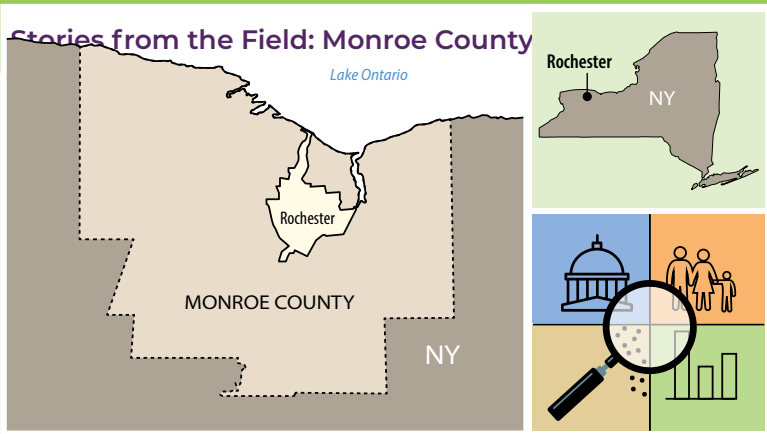 Stories from the Field: Monroe County
Lake Ontario
Rochester
MONROE COUNTY
NY
Rochester
NY